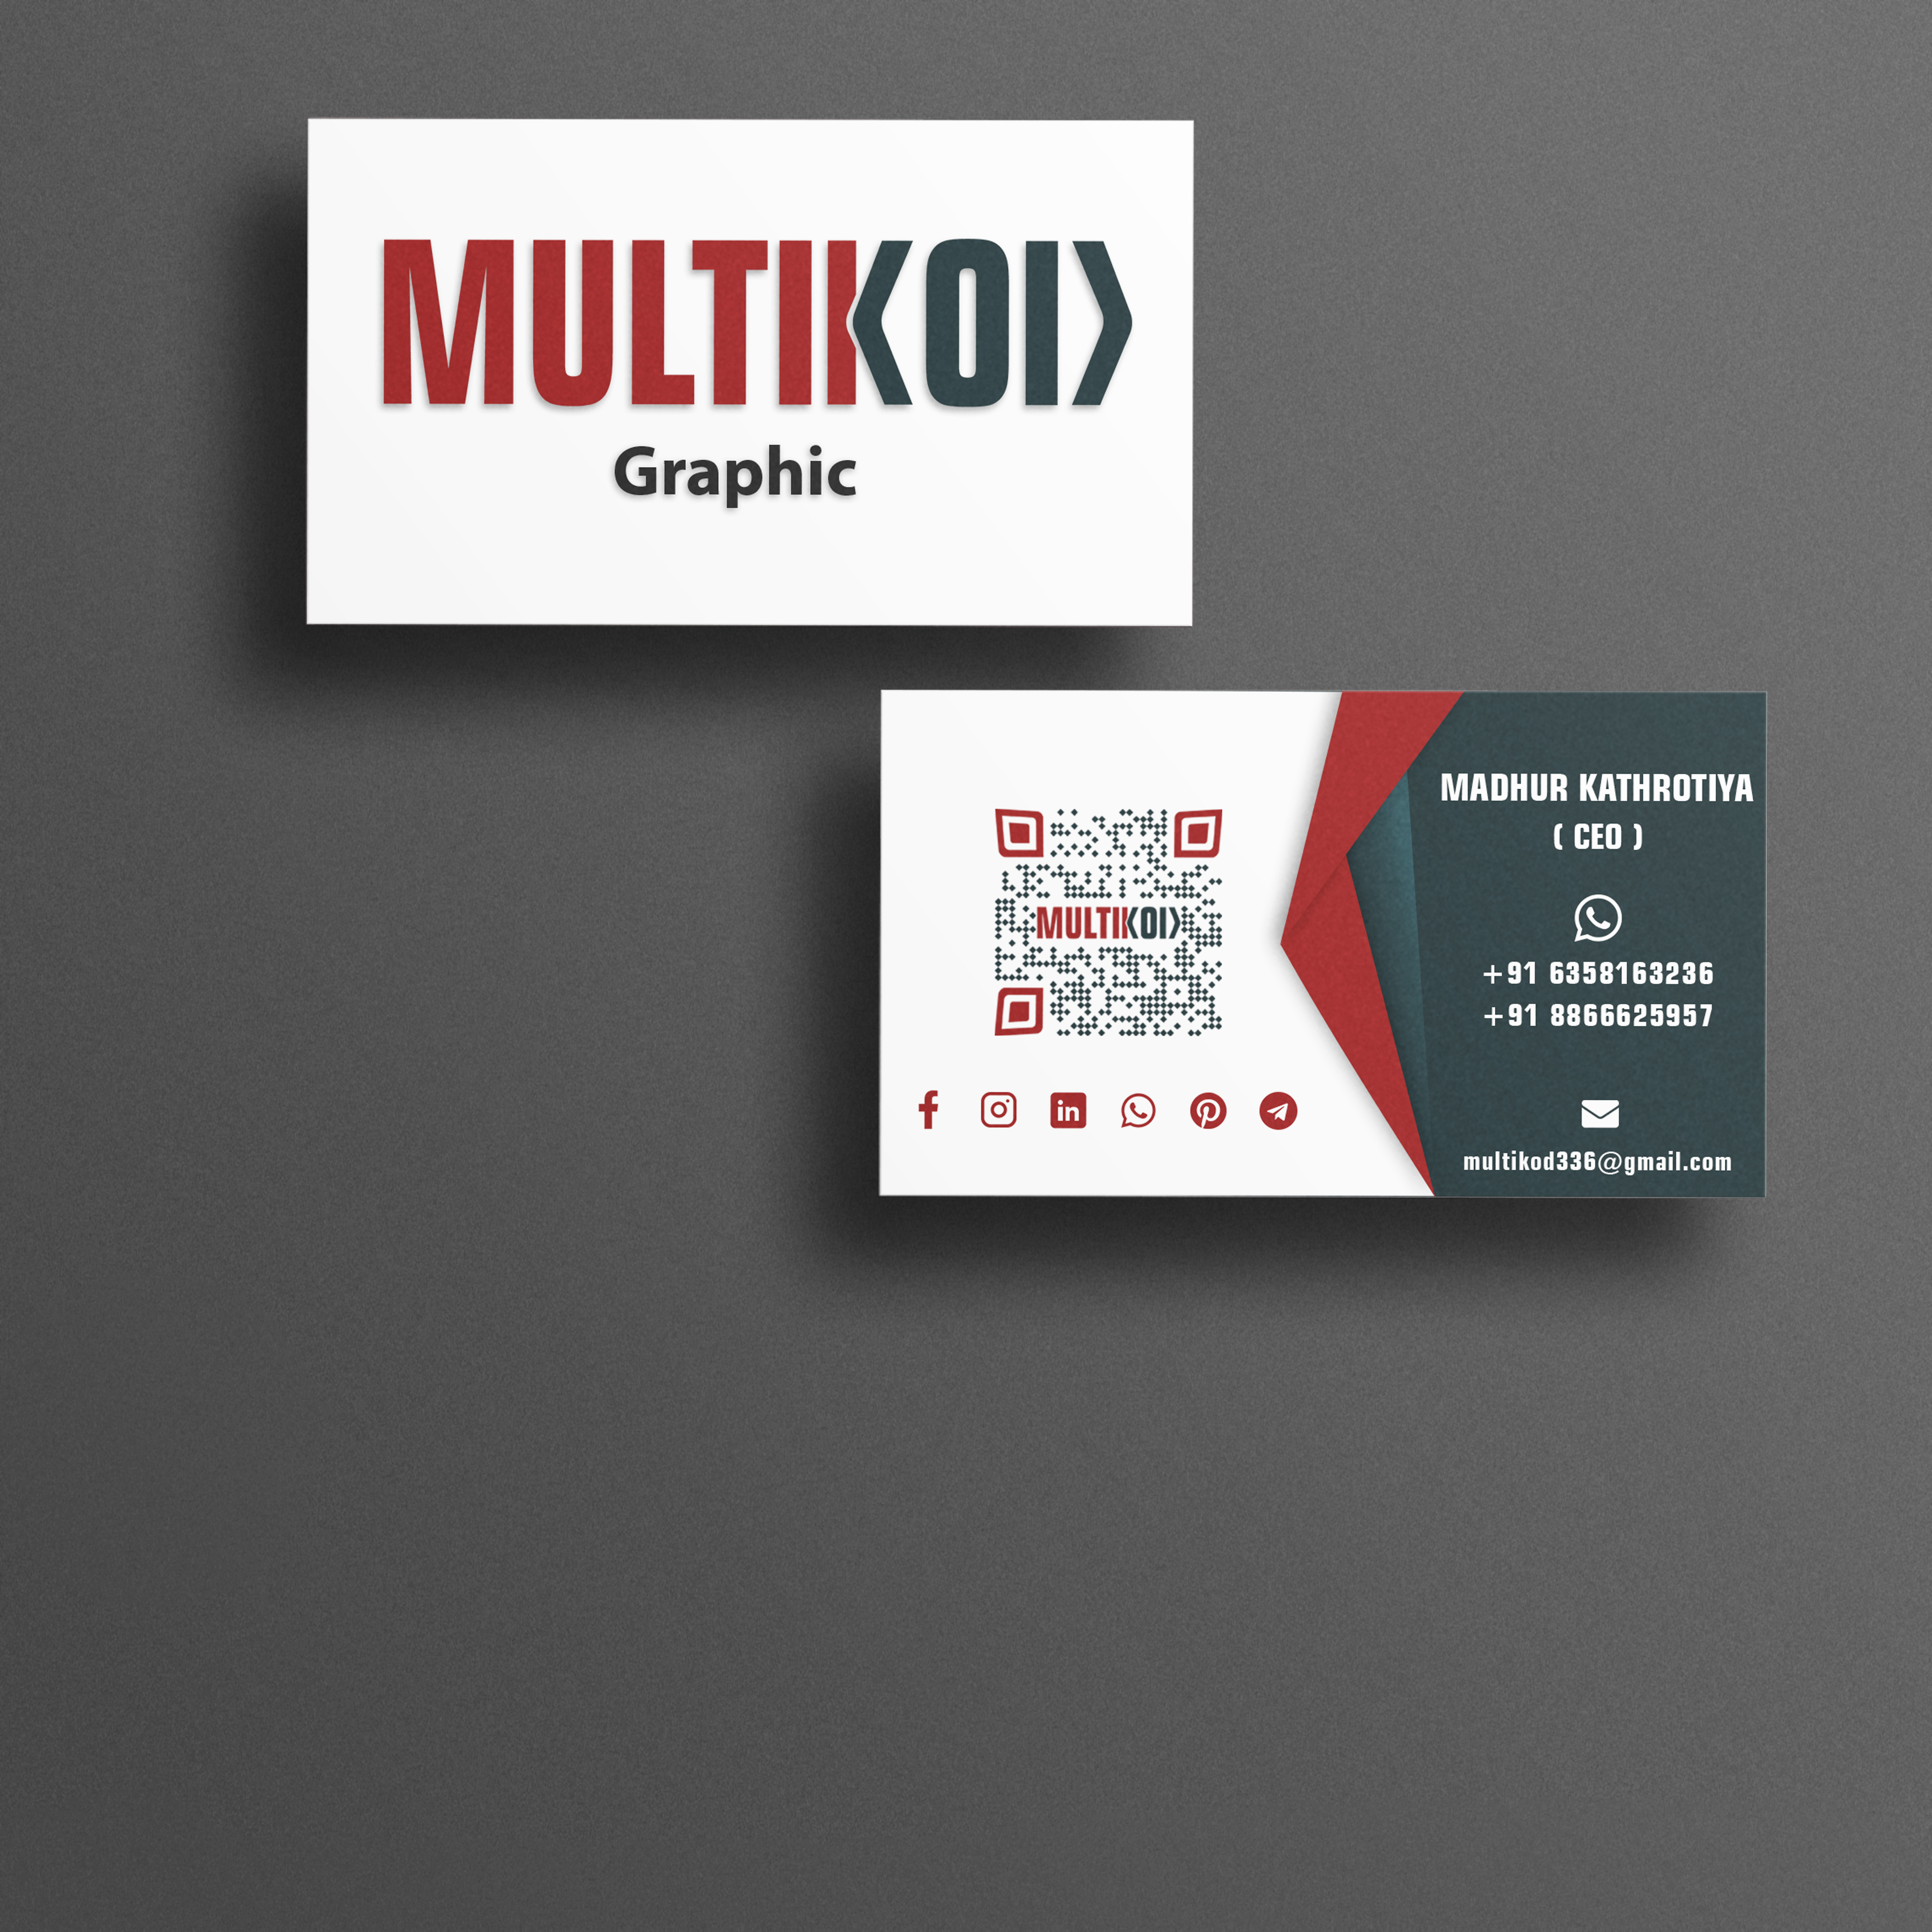 MULTIKOD
Graphic
MULTIKOD
MADHUR KATHROTIYA
( CEO )
+91 6358163236
+91 8866625957
multikod336@gmail.com